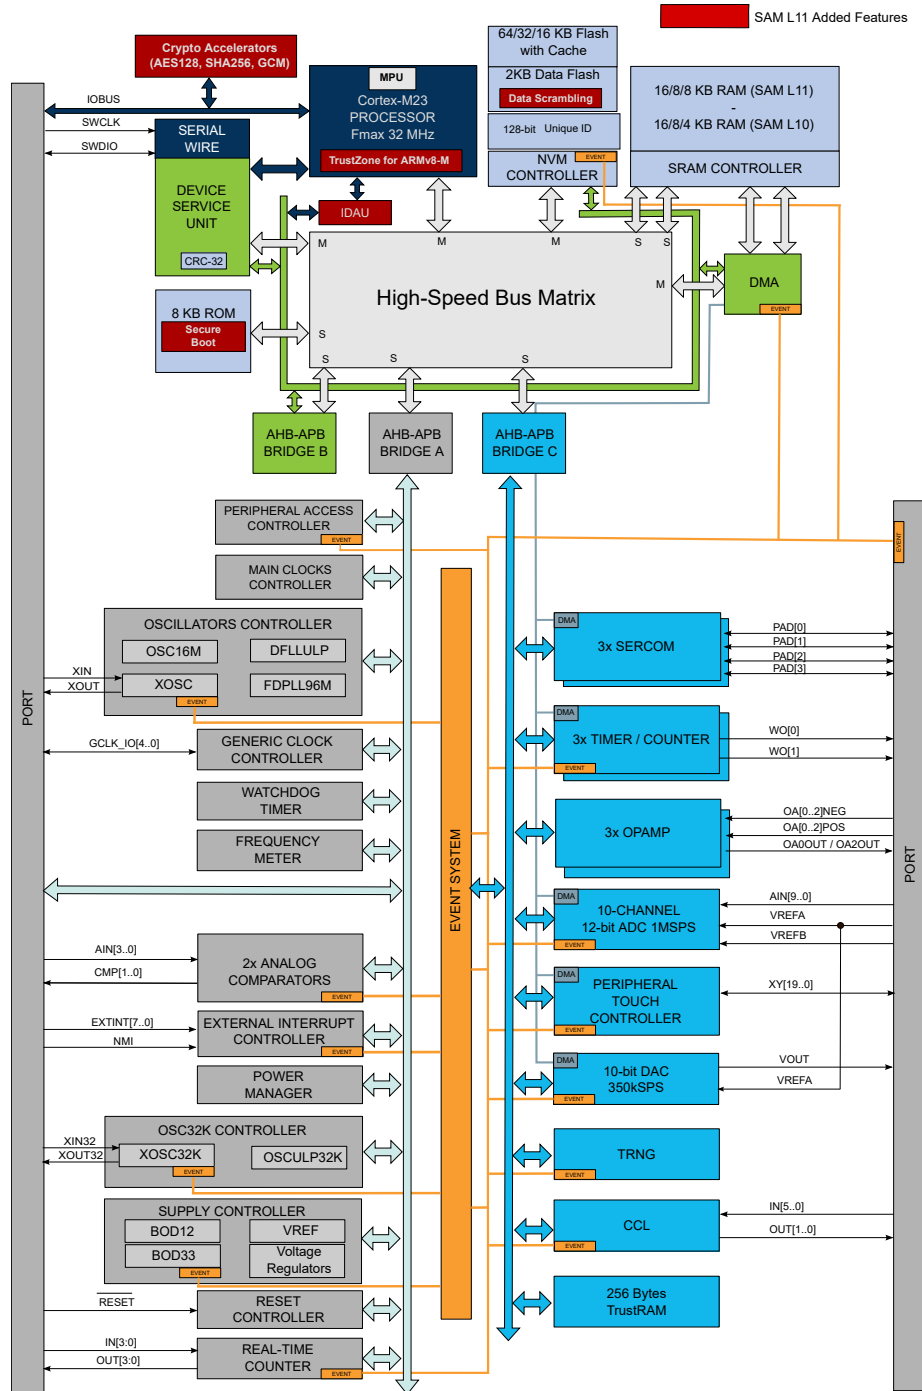 SAM L11 Added Features
Crypto Accelerators
(AES128, SHA256, GCM)
MPU
Cortex-M23
PROCESSOR
Fmax 32 MHz
TrustZone for ARMv8-M
64/32/16 KB Flash
with Cache
2KB Data Flash
Data Scrambling
128-bit Unique ID
EVENT
NVM
CONTROLLER
16/8/8 KB RAM (SAM L11)
-
16/8/4 KB RAM (SAM L10)
SRAM CONTROLLER
IOBUS
SWCLK
SWDIO
SERIAL
WIRE
DEVICE
SERVICE
UNIT
CRC-32
IDAU
M
M
M
S
S
M
S
S
S
S
High-Speed Bus Matrix
DMA
EVENT
8 KB ROM
Secure
Boot
AHB-APB
BRIDGE B
AHB-APB
BRIDGE A
AHB-APB
BRIDGE C
PORT
PERIPHERAL ACCESS
CONTROLLER
EVENT
MAIN CLOCKS
CONTROLLER
OSCILLATORS CONTROLLER
OSC16M
DFLLULP
XOSC
FDPLL96M
EVENT
XIN
XOUT
GCLK_IO[4..0]
GENERIC CLOCK
CONTROLLER
WATCHDOG
TIMER
FREQUENCY
METER
AIN[3..0]
CMP[1..0]
2x ANALOG
COMPARATORS
EVENT
EXTINT[7..0]
NMI
EXTERNAL INTERRUPT
CONTROLLER
EVENT
POWER
MANAGER
OSC32K CONTROLLER
XOSC32K
OSCULP32K
EVENT
XIN32
XOUT32
SUPPLY CONTROLLER
BOD12
VREF
BOD33
Voltage
Regulators
EVENT
RESET
RESET
CONTROLLER
IN[3:0]
OUT[3:0]
REAL-TIME
COUNTER
EVENT
EVENT SYSTEM
EVENT
PORT
DMA
3x SERCOM
PAD[0]
PAD[1]
PAD[2]
PAD[3]
DMA
3x TIMER / COUNTER
EVENT
WO[0]
WO[1]
3x OPAMP
OA[0..2]NEG
OA[0..2]POS
OA0OUT / OA2OUT
DMA
10-CHANNEL
12-bit ADC 1MSPS
EVENT
AIN[9..0]
VREFA
VREFB
DMA
PERIPHERAL
TOUCH
CONTROLLER
EVENT
XY[19..0]
DMA
10-bit DAC
350kSPS
EVENT
VOUT
VREFA
TRNG
EVENT
CCL
EVENT
IN[5..0]
OUT[1..0]
256 Bytes
TrustRAM